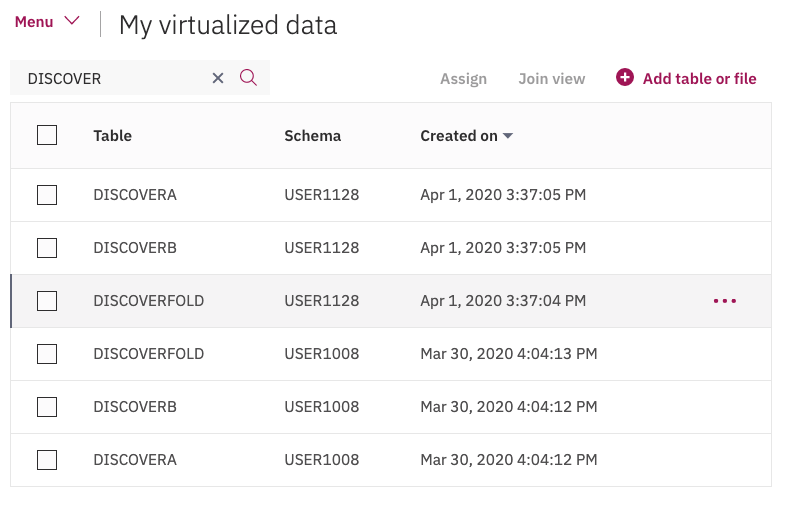 Menu My virtualized data
DISCOVER Assign Join view Add table or file
Table Schema Created on
DISCOVERA USER1128 Apr 1, 2020 3:37:05 PM
DISCOVERB USER1128 Apr 1, 2020 3:37:05 PM
DISCOVERFOLD USER1128 Apr 1, 2020 3:37:04 PM
DISCOVERFOLD USER1008 Mar 30, 2020 4:04:13 PM
DISCOVERB USER1008 Mar 30, 2020 4:04:12 PM
DISCOVERA USER1008 Mar 30, 2020 4:04:12 PM